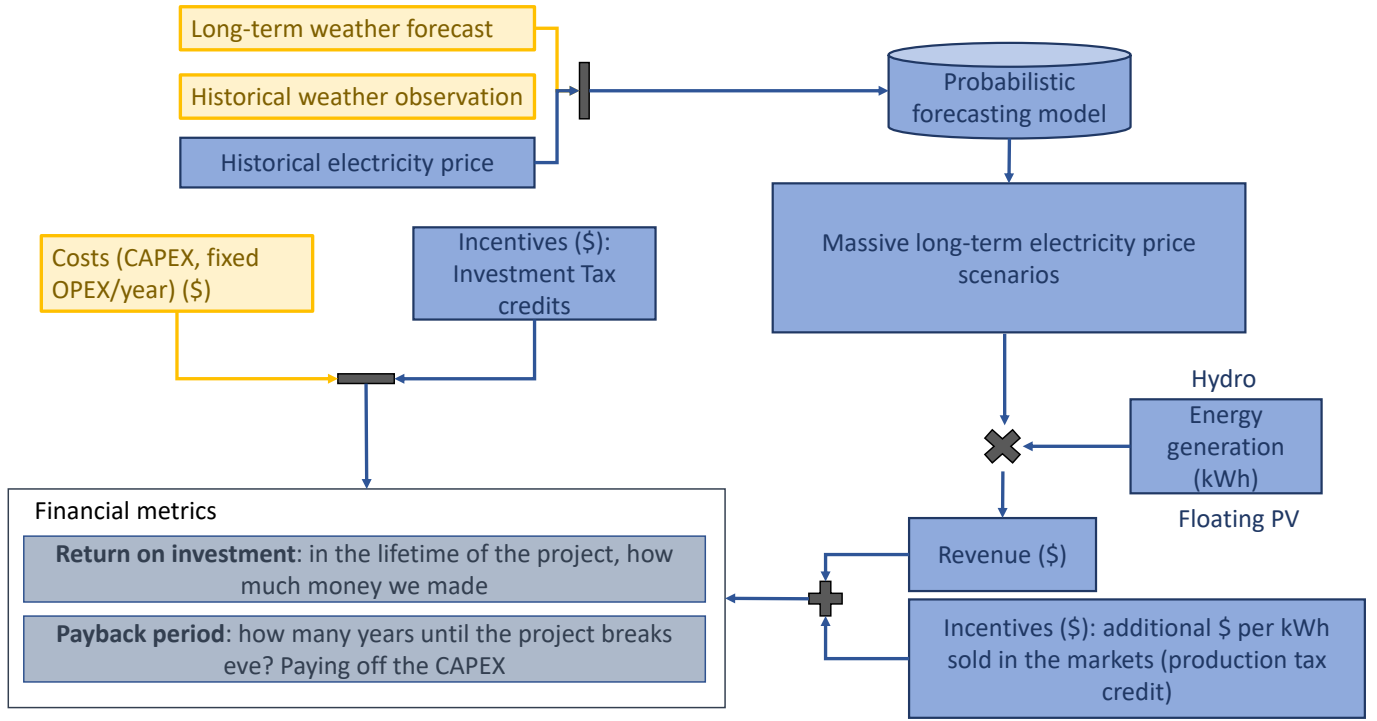 Long-term weather forecast
Historical weather observation
Historical electricity price
Probabilistic
forecasting model
Massive long-term electricity price
scenarios
Costs (CAPEX, fixed
OPEX/year) ($)
Incentives ($):
Investment Tax
credits
Hydro
Energy
generation
(kWh)
Floating PV
Revenue ($)
Incentives ($): additional $ per kWh
sold in the markets (production tax
credit)
Financial metrics
Return on investment: in the lifetime of the project, how
much money we made
Payback period: how many years until the project breaks
eve? Paying off the CAPEX